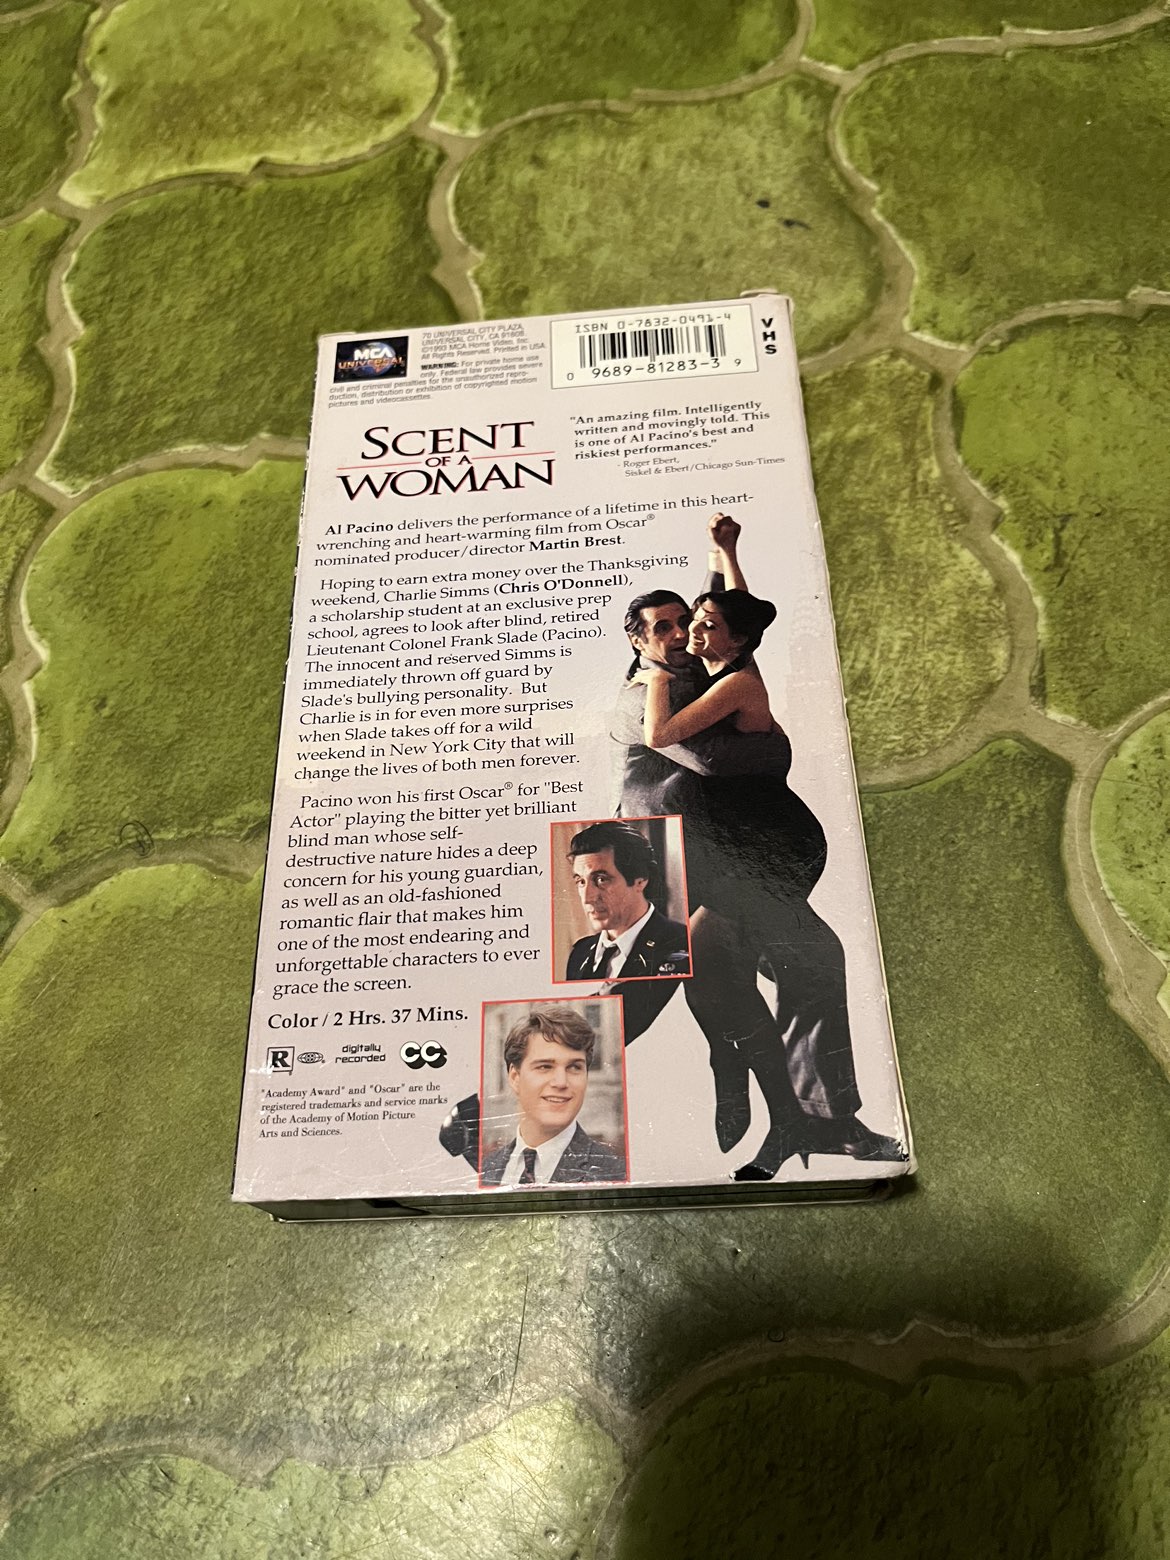 MCA
UNIVERSAL
70 UNIVERSAL CITY PLAZA,
UNIVERSAL CITY, CA 91608.
©1993 MCA Home Video, Inc.
All Rights Reserved. Printed in USA.
WARNING: For private home use
only. Federal law provides severe
civil and criminal penalties for the unauthorized repro-
duction, distribution or exhibition of copyrighted motion
pictures and videocassettes.
ISBN 0-7832-0491-4
0 9689-81283-3 9
VHS
SCENT
OF A
WOMAN
"An amazing film. Intelligently
written and movingly told. This
is one of Al Pacino's best and
riskiest performances."
- Roger Ebert,
Siskel & Ebert/Chicago Sun-Times
Al Pacino delivers the performance of a lifetime in this heart-
wrenching and heart-warming film from Oscar®
nominated producer/director Martin Brest.
Hoping to earn extra money over the Thanksgiving
weekend, Charlie Simms (Chris O'Donnell),
a scholarship student at an exclusive prep
school, agrees to look after blind, retired
Lieutenant Colonel Frank Slade (Pacino).
The innocent and reserved Simms is
immediately thrown off guard by
Slade's bullying personality. But
Charlie is in for even more surprises
when Slade takes off for a wild
weekend in New York City that will
change the lives of both men forever.
Pacino won his first Oscar® for "Best
Actor" playing the bitter yet brilliant
blind man whose self-
destructive nature hides a deep
concern for his young guardian,
as well as an old-fashioned
romantic flair that makes him
one of the most endearing and
unforgettable characters to ever
grace the screen.
Color / 2 Hrs. 37 Mins.
R
digitally
recorded
CC
"Academy Award" and "Oscar" are the
registered trademarks and service marks
of the Academy of Motion Picture
Arts and Sciences.